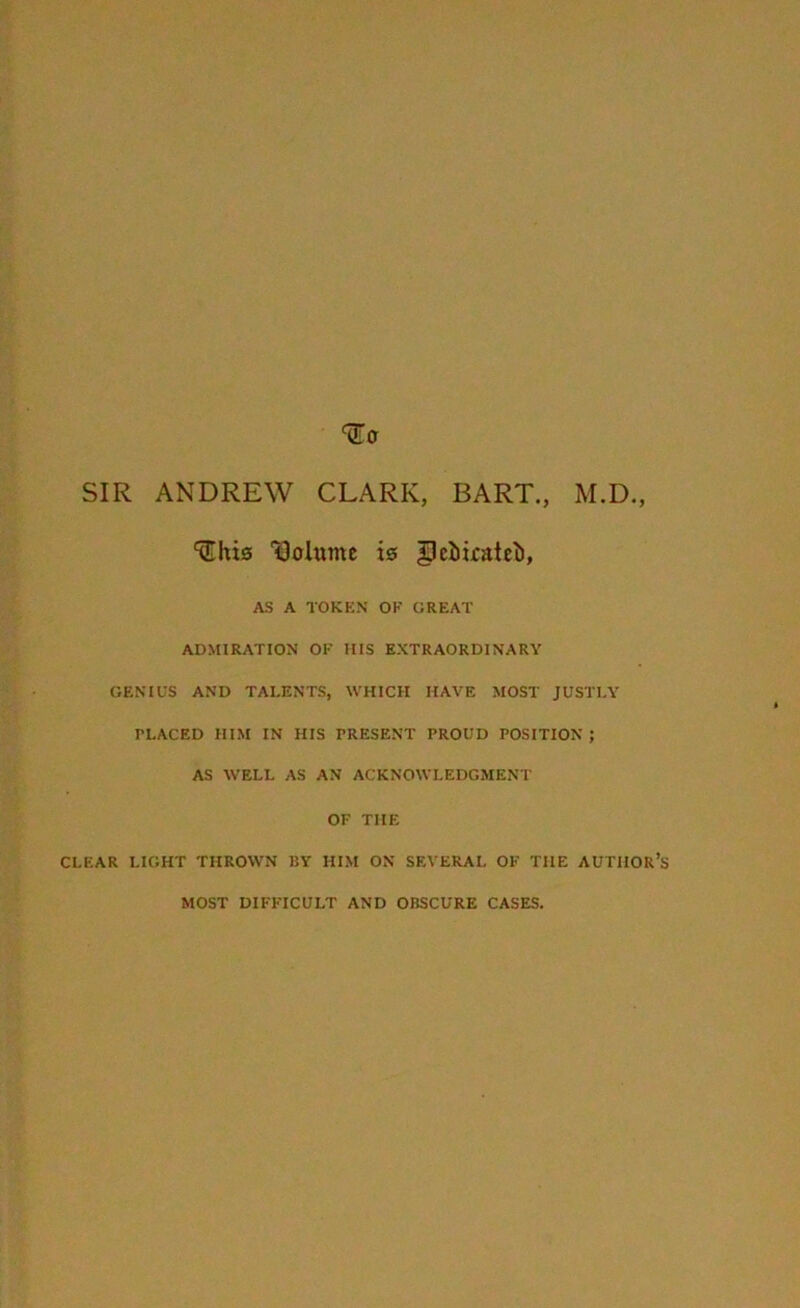 To
SIR ANDREW CLARK, BART., M.D.,
This Volume is Dedicated,
AS A TOKEN OF GREAT
ADMIRATION OF HIS EXTRAORDINARY
GENIUS AND TALENTS, WHICH HAVE MOST JUSTLY
PLACED HIM IN HIS PRESENT PROUD POSITION ;
AS WELL AS AN ACKNOWLEDGMENT
OF THE
CLEAR LIGHT THROWN BY HIM ON SEVERAL OF THE AUTHOR'S
MOST DIFFICULT AND OBSCURE CASES.